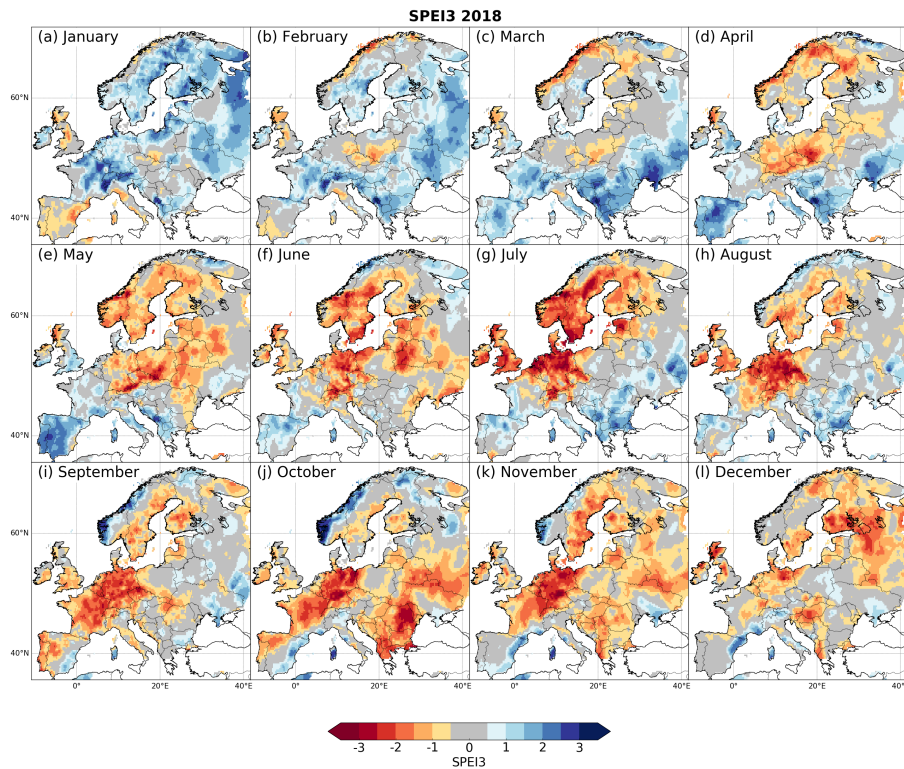 SPEI3 2018
(a) January
(b) February
(c) March
(d) April
60°N
40°N
(e) May
(f) June
(g) July
(h) August
60°N
40°N
(i) September
(j) October
(k) November
(l) December
60°N
40°N
0° 20°E 40°E 0° 20°E 40°E 0° 20°E 40°E 0° 20°E 40°E
-3 -2 -1 0 1 2 3
SPEI3